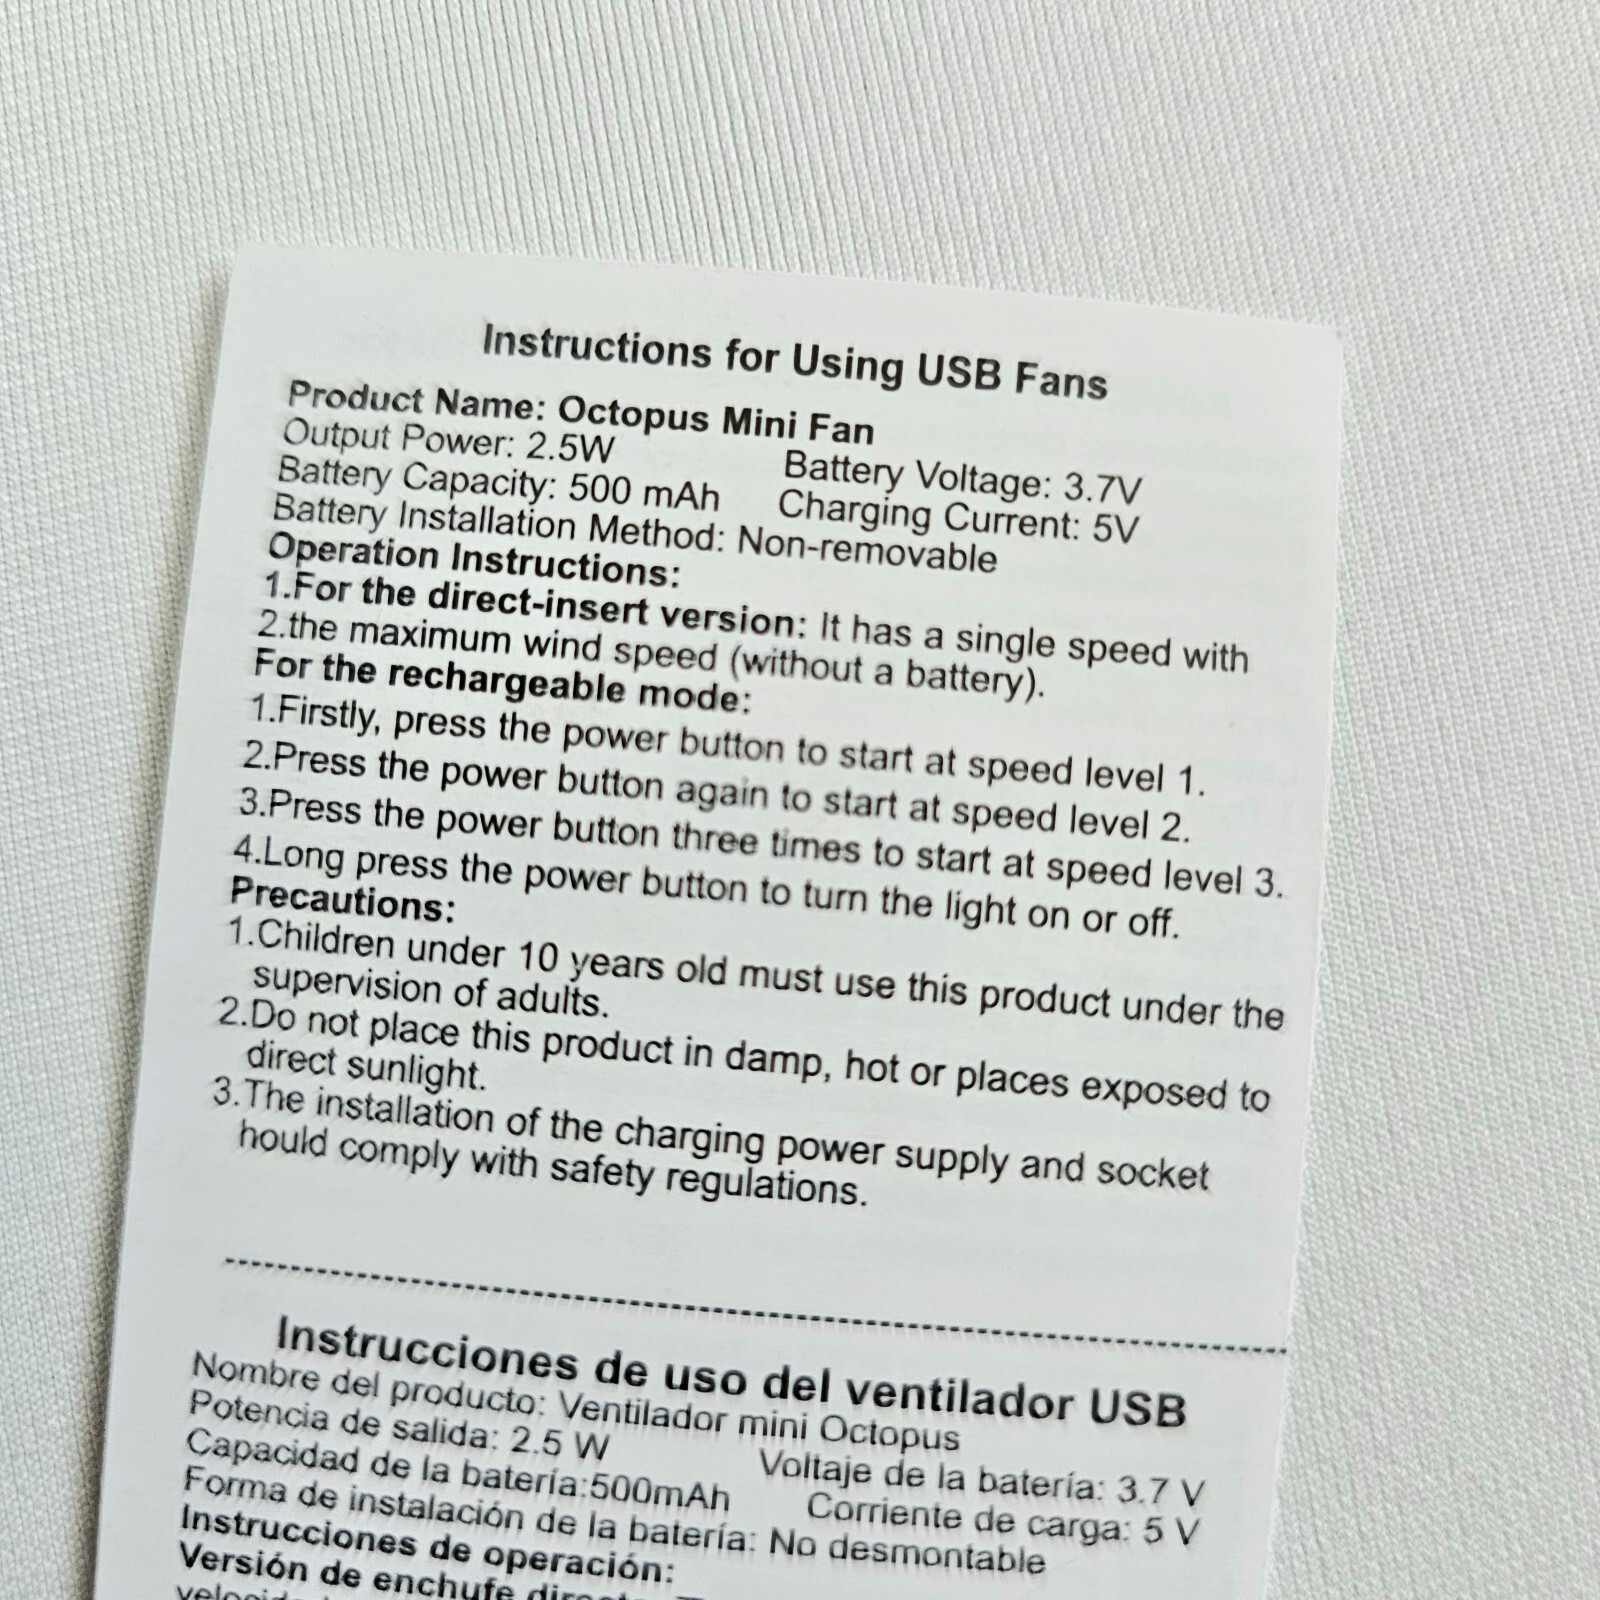 Instructions for Using USB Fans
Product Name: Octopus Mini Fan
Output Power: 2.5W Battery Voltage: 3.7V
Battery Capacity: 500 mAh Charging Current: 5V
Battery Installation Method: Non-removable
Operation Instructions:
1.For the direct-insert version: It has a single speed with
2.the maximum wind speed (without a battery).
For the rechargeable mode:
1.Firstly, press the power button to start at speed level 1.
2.Press the power button again to start at speed level 2.
3.Press the power button three times to start at speed level 3.
4.Long press the power button to turn the light on or off.
Precautions:
1.Children under 10 years old must use this product under the
supervision of adults.
2.Do not place this product in damp, hot or places exposed to
direct sunlight.
3.The installation of the charging power supply and socket
hould comply with safety regulations.
Instrucciones de uso del ventilador USB
Nombre del producto: Ventilador mini Octopus
Potencia de salida: 2.5 W Voltaje de la batería: 3.7 V
Capacidad de la batería:500mAh Corriente de carga: 5 V
Forma de instalación de la batería: No desmontable
Instrucciones de operación:
Versión de enchufe